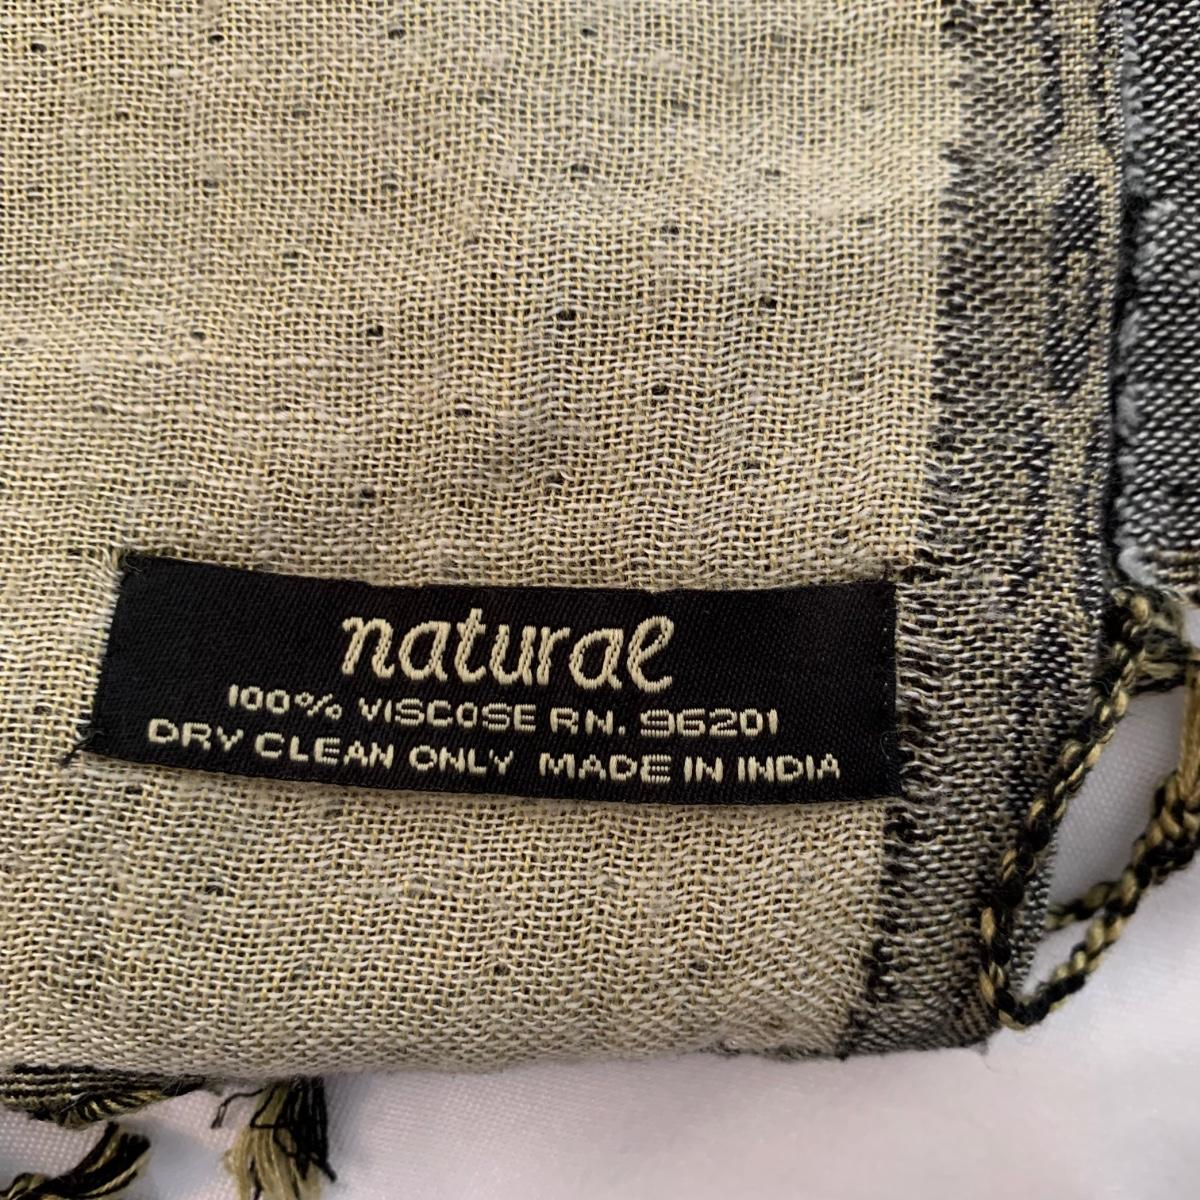 natural
100% VISCOSE RN. 96201
DRY CLEAN ONLY MADE IN INDIA